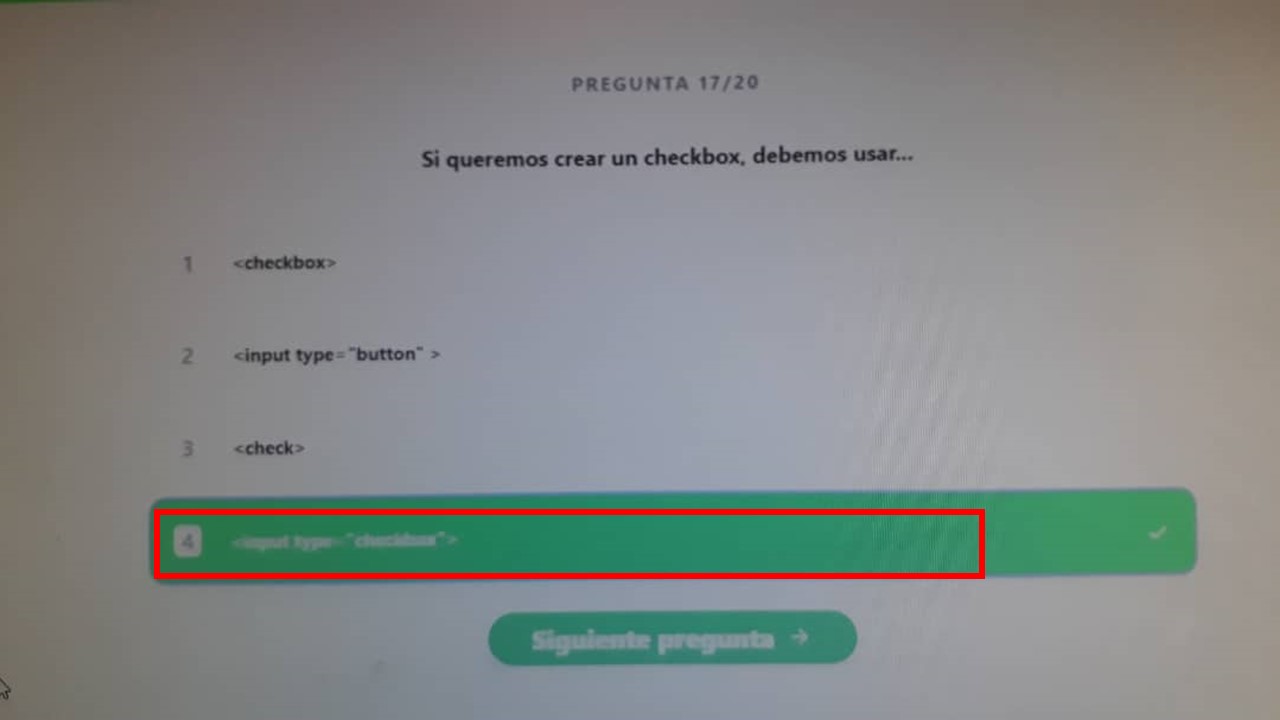 PREGUNTA 17/20
Si queremos crear un checkbox, debemos usar...
1 <checkbox>
2 <input type="button" >
3 <check>
4 <input type="checkbox">
Siguiente pregunta →